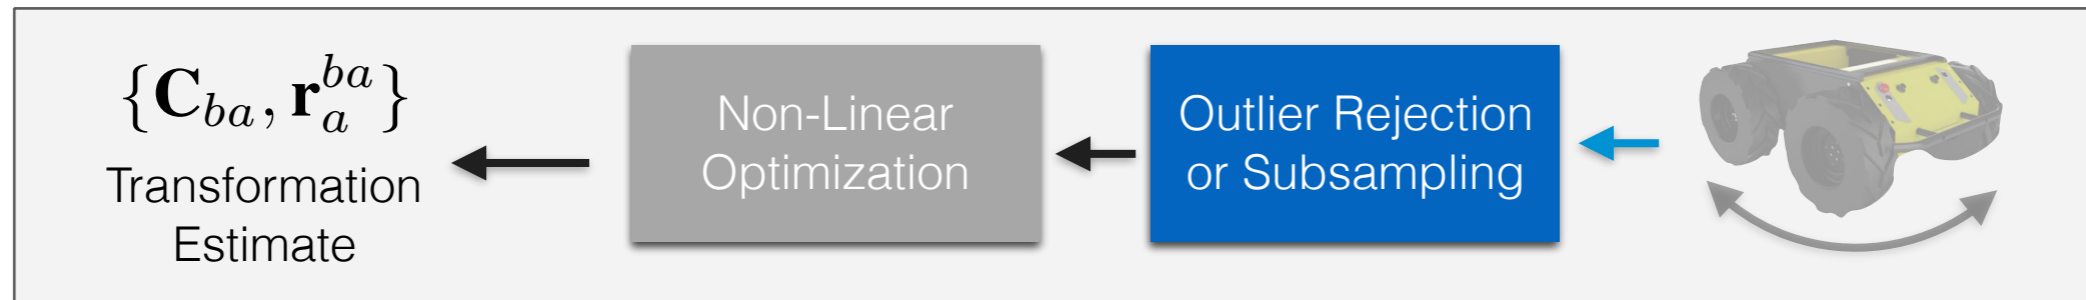 {C_ba, r_a^ba}
Transformation
Estimate
Non-Linear
Optimization
Outlier Rejection
or Subsampling